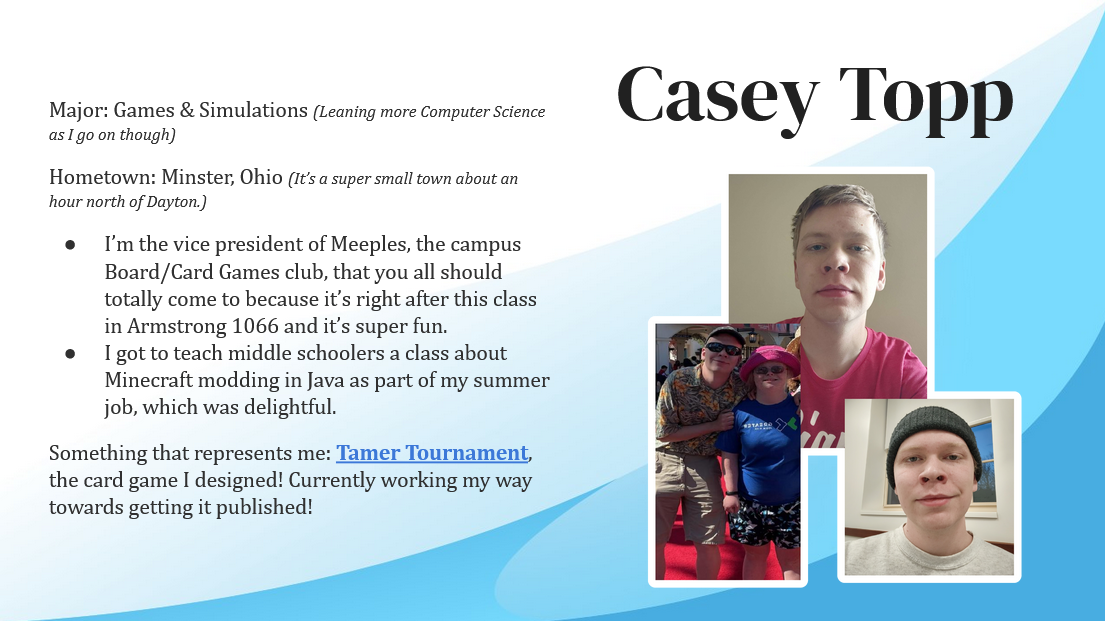 Casey Topp
Major: Games & Simulations (Leaning more Computer Science
as I go on though)
Hometown: Minster, Ohio (It’s a super small town about an
hour north of Dayton.)
● I’m the vice president of Meeples, the campus
Board/Card Games club, that you all should
totally come to because it’s right after this class
in Armstrong 1066 and it’s super fun.
● I got to teach middle schoolers a class about
Minecraft modding in Java as part of my summer
job, which was delightful.
Something that represents me: Tamer Tournament,
the card game I designed! Currently working my way
towards getting it published!